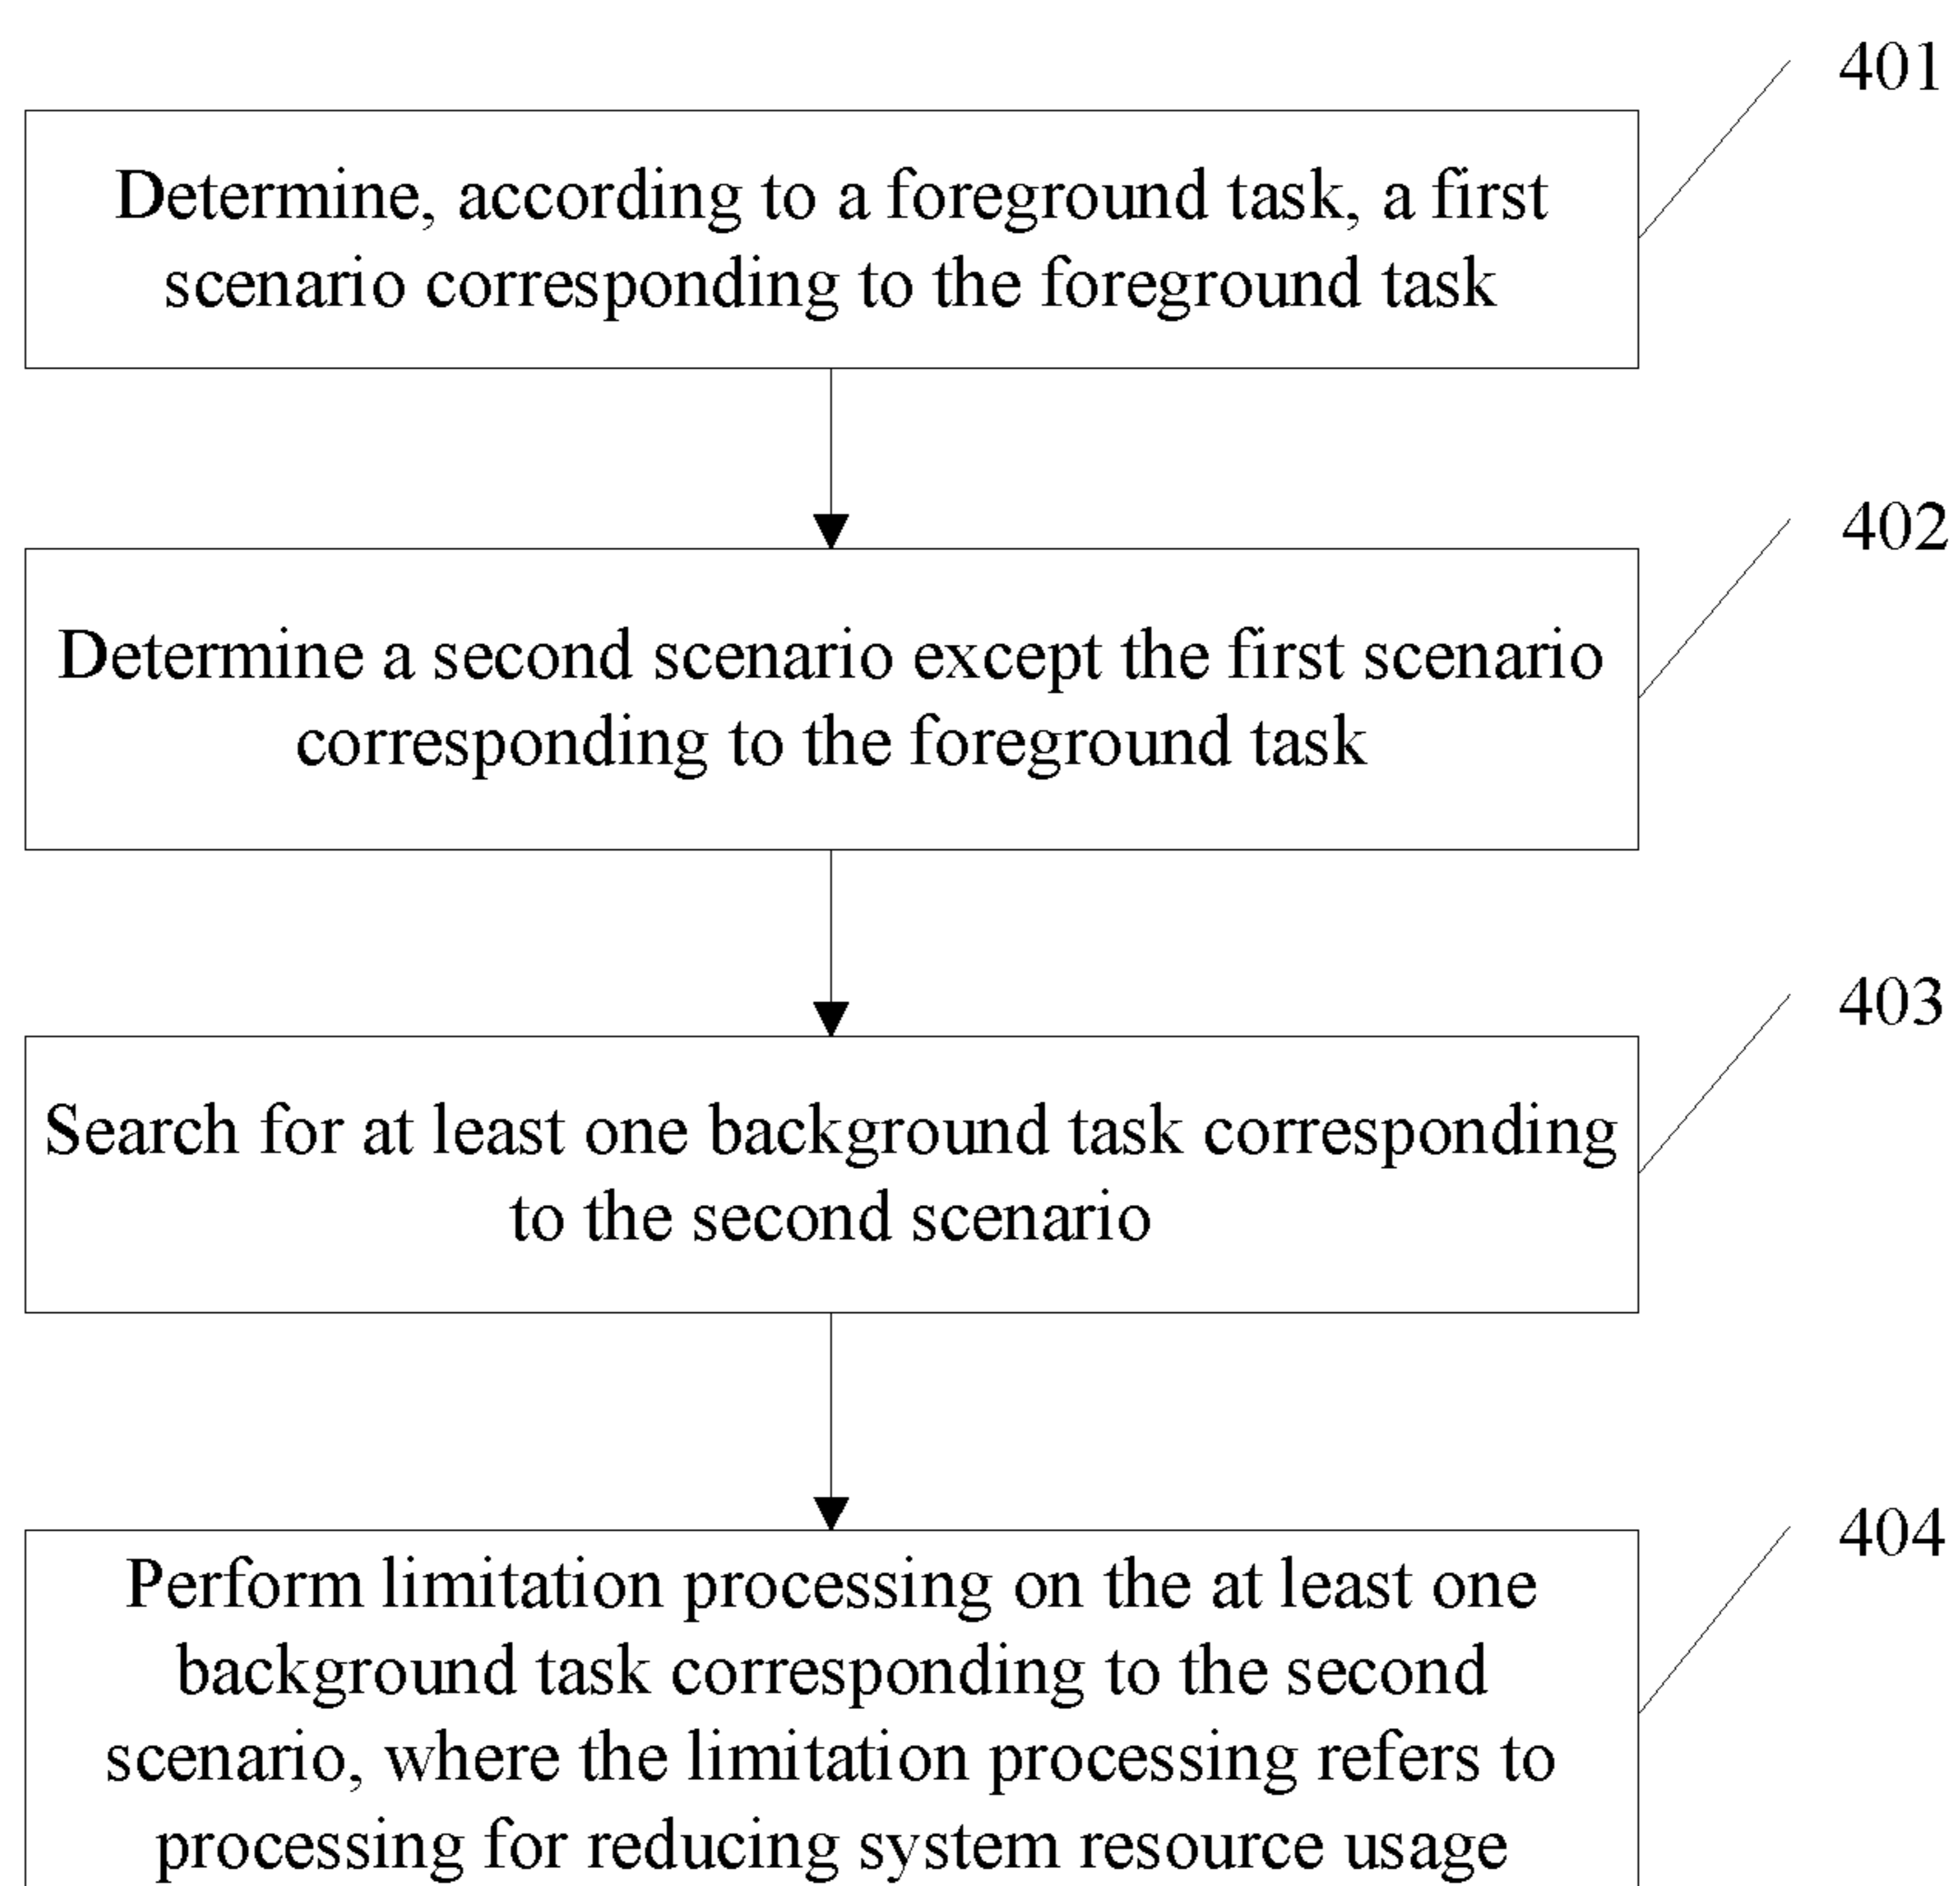 401
Determine, according to a foreground task, a first
scenario corresponding to the foreground task
402
Determine a second scenario except the first scenario
corresponding to the foreground task
403
Search for at least one background task corresponding
to the second scenario
404
Perform limitation processing on the at least one
background task corresponding to the second
scenario, where the limitation processing refers to
processing for reducing system resource usage